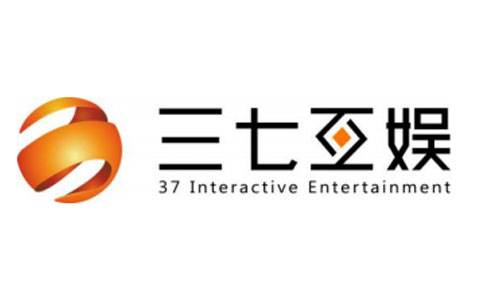 三七互娱
37 Interactive Entertainment